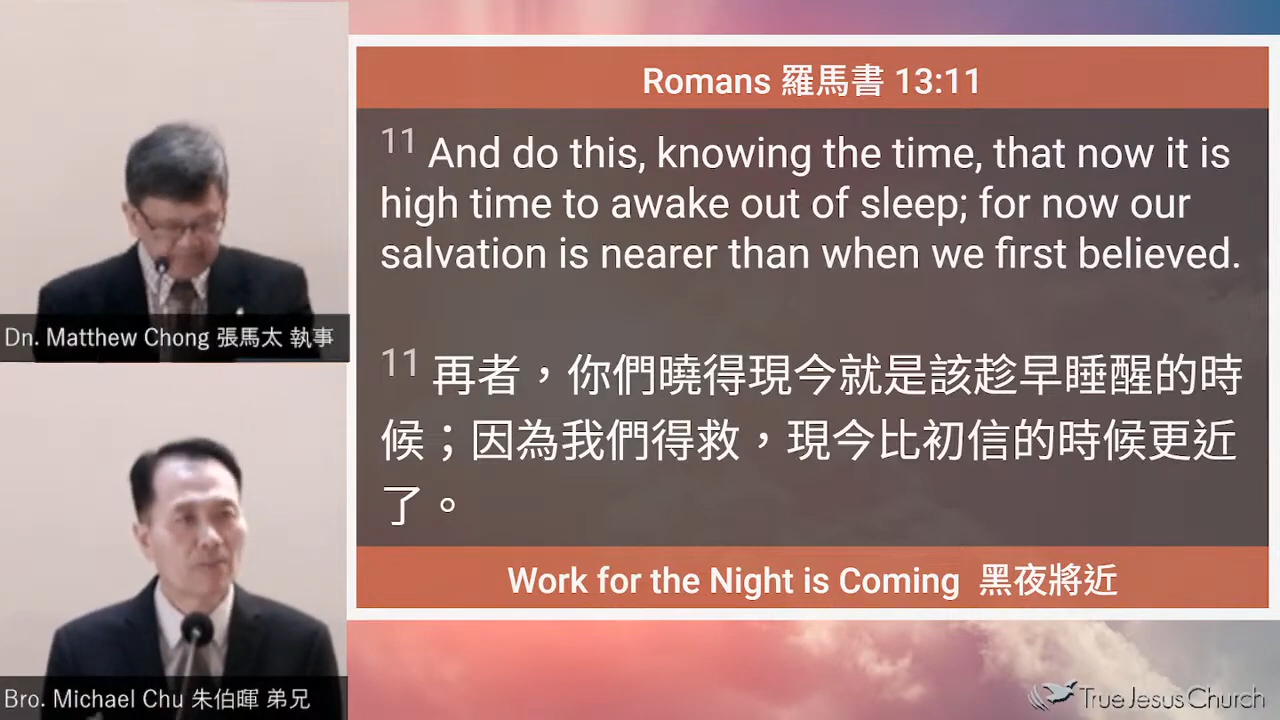 Romans 羅馬書 13:11
11 And do this, knowing the time, that now it is
high time to awake out of sleep; for now our
salvation is nearer than when we first believed.
11 再者，你們曉得現今就是該趁早睡醒的時
候；因為我們得救，現今比初信的時候更近
了。
Work for the Night is Coming 黑夜將近
Dn. Matthew Chong 張馬太 執事
Bro. Michael Chu 朱伯暉 弟兄
True Jesus Church